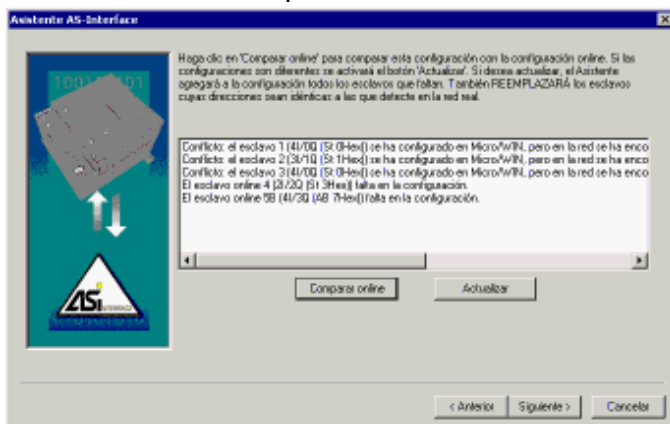 Asistente AS-Interface
Haga clic en 'Comparar online' para comparar esta configuración con la configuración online. Si las
configuraciones son diferentes se activará el botón 'Actualizar'. Si desea actualizar, el Asistente
agregará a la configuración todos los esclavos que faltan. También REEMPLAZARÁ los esclavos
cuyas direcciones sean idénticas a las que detecte en la red real.
Conflicto: el esclavo 1 (4I/0Q (St 0Hex)) se ha configurado en Micro/WIN, pero en la red se ha enco
Conflicto: el esclavo 2 (3I/1Q (St 1Hex)) se ha configurado en Micro/WIN, pero en la red se ha enco
Conflicto: el esclavo 3 (4I/0Q (St 0Hex)) se ha configurado en Micro/WIN, pero en la red se ha enco
El esclavo online 4 (2I/2Q (St 3Hex)) falta en la configuración.
El esclavo online 5B (4I/3Q (AB 7Hex)) falta en la configuración.
Comparar online
Actualizar
ASi
INTERFACE
< Anterior
Siguiente >
Cancelar